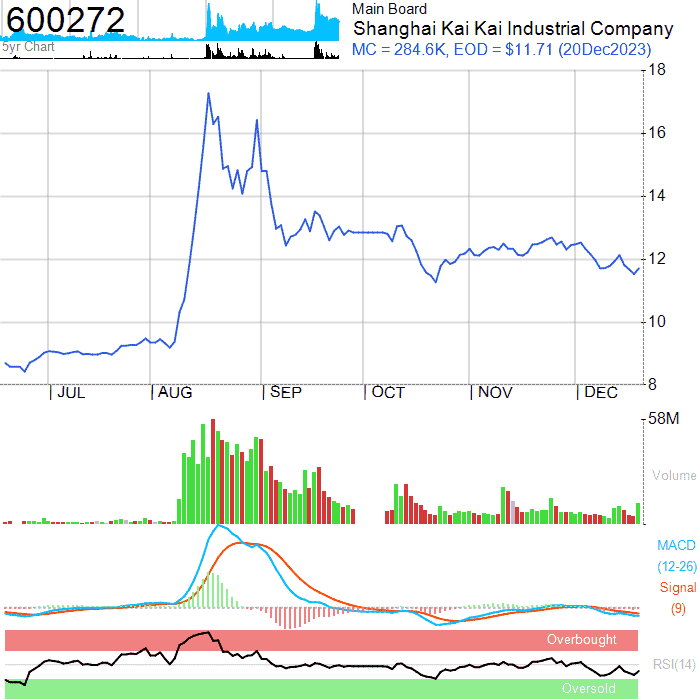 600272
5yr Chart
Main Board
Shanghai Kai Kai Industrial Company
MC = 284.6K, EOD = $11.71 (20Dec2023)
18
16
14
12
10
8
| JUL | AUG | SEP | OCT | NOV | DEC
58M
Volume
MACD
(12-26)
Signal
(9)
Overbought
RSI(14)
Oversold